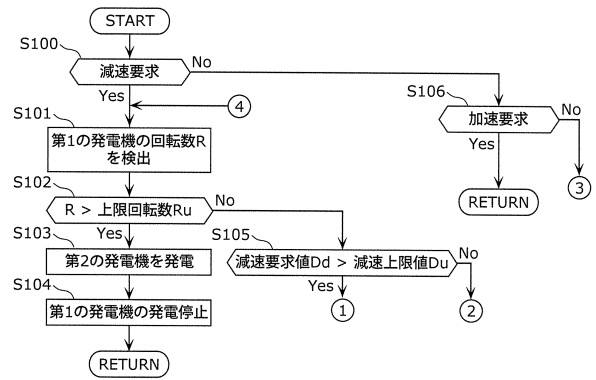 START
S100
減速要求
No
Yes
④
S106
加速要求
No
Yes
③
RETURN
S101
第1の発電機の回転数R
を検出
S102
R > 上限回転数Ru
No
Yes
S103
第2の発電機を発電
S105
減速要求値Dd > 減速上限値Du
No
Yes
①
②
S104
第1の発電機の発電停止
RETURN